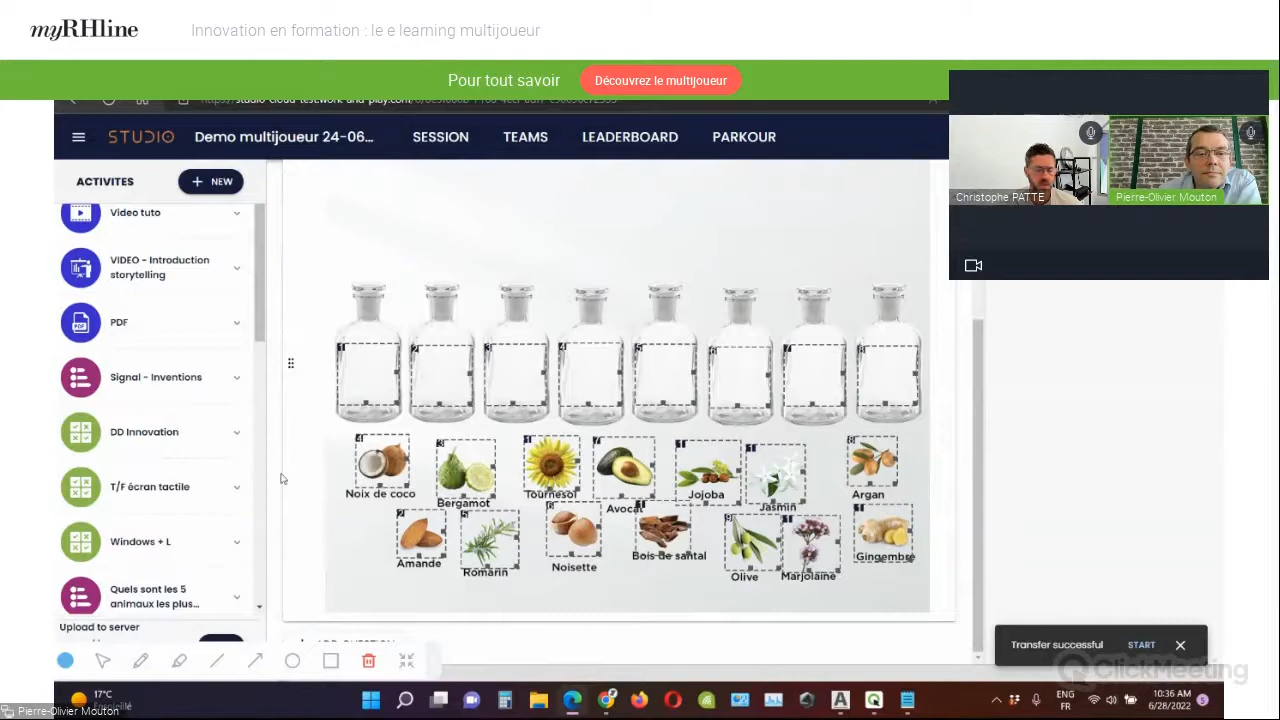 myRHline
Innovation en formation : le e learning multijoueur
Pour tout savoir
Découvrez le multijoueur
STUDIO
Demo multijoueur 24-06...
SESSION
TEAMS
LEADERBOARD
PARKOUR
Christophe PATTE
Pierre-Olivier Mouton
ACTIVITES
+ NEW
Video tuto
VIDEO - Introduction
storytelling
PDF
Signal - Inventions
DD Innovation
T/F écran tactile
Windows + L
Quels sont les 5
animaux les plus...
Upload to server
Noix de coco
Bergamot
Tournesol
Avocat
Jojoba
Jasmin
Argan
Amande
Romarin
Noisette
Bois de santal
Olive
Marjolaine
Gingembre
Transfer successful
START
ClickMeeting
17°C
Ensoleillé
ENG
FR
10:36 AM
6/28/2022
5
Pierre-Olivier Mouton